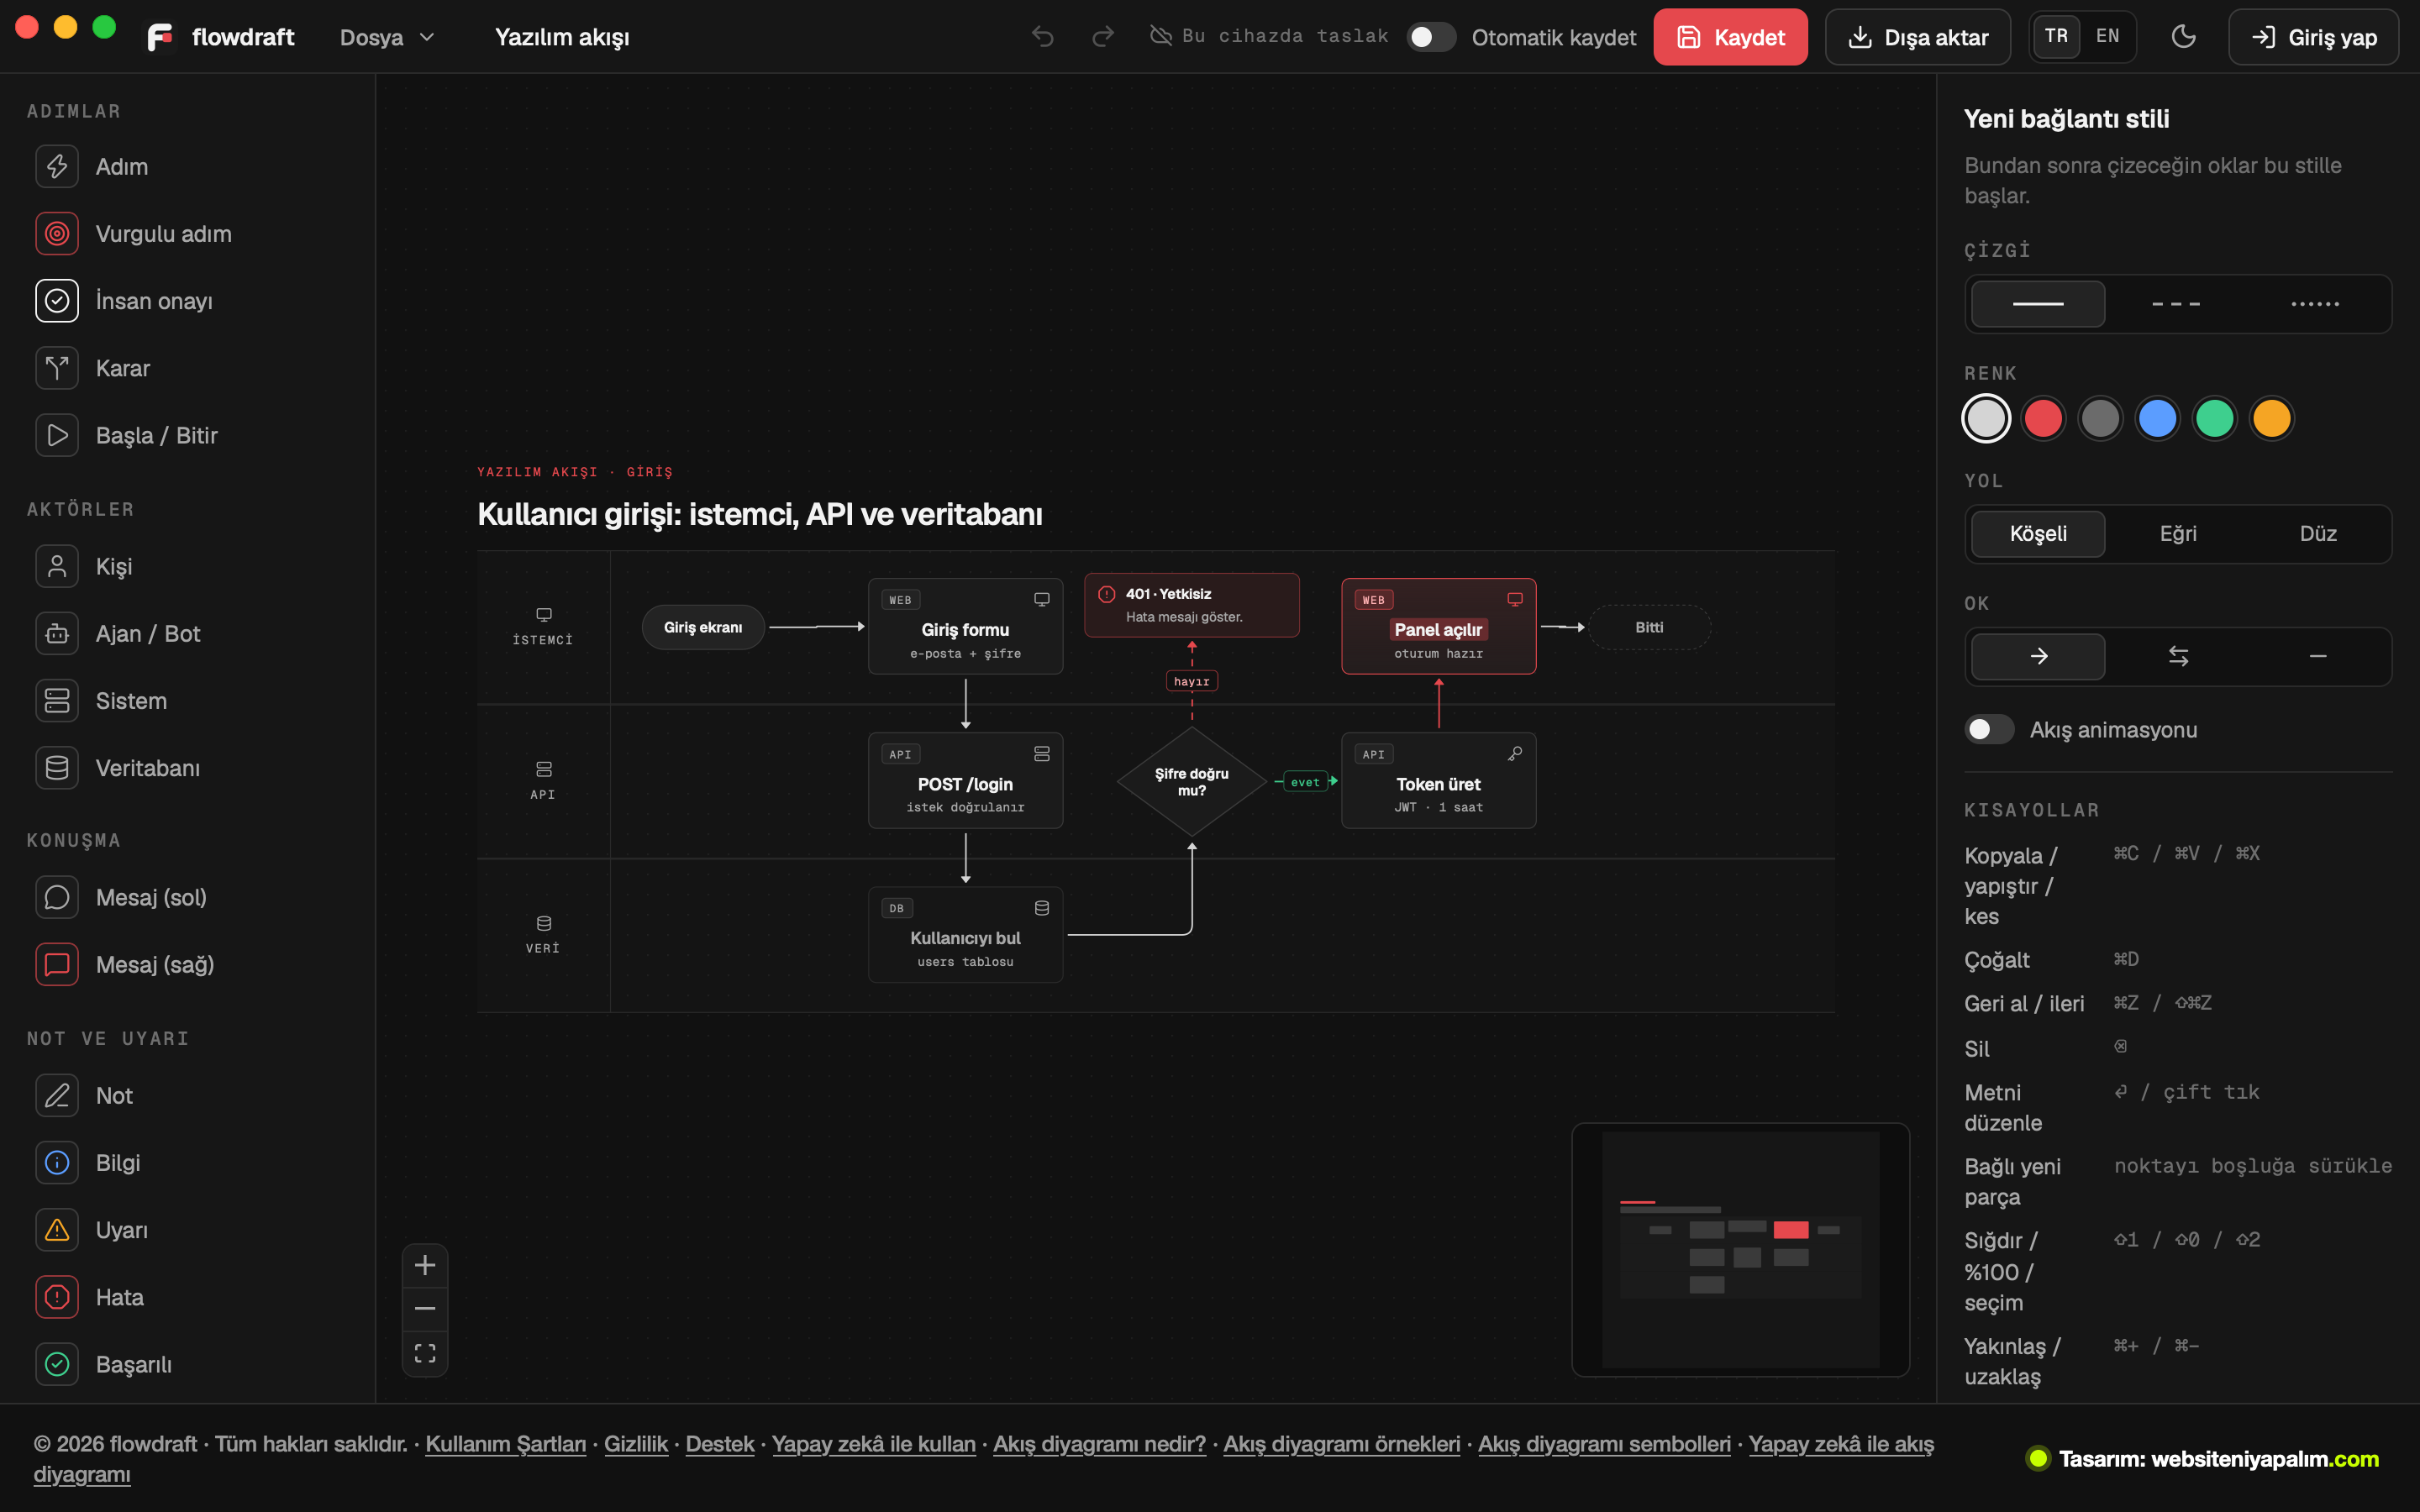 flowdraft
Dosya
Yazılım akışı
Bu cihazda taslak
Otomatik kaydet
Kaydet
Dışa aktar
TR
EN
Giriş yap
ADIMLAR
Adım
Vurgulu adım
İnsan onayı
Karar
Başla / Bitir
AKTÖRLER
Kişi
Ajan / Bot
Sistem
Veritabanı
KONUŞMA
Mesaj (sol)
Mesaj (sağ)
NOT VE UYARI
Not
Bilgi
Uyarı
Hata
Başarılı
YAZILIM AKIŞI · GİRİŞ
Kullanıcı girişi: istemci, API ve veritabanı
İSTEMCİ
Giriş ekranı
WEB
Giriş formu
e-posta + şifre
401 · Yetkisiz
Hata mesajı göster.
hayır
WEB
Panel açılır
oturum hazır
Bitti
API
API
POST /login
istek doğrulanır
Şifre doğru
mu?
evet
API
Token üret
JWT · 1 saat
VERİ
DB
Kullanıcıyı bul
users tablosu
Yeni bağlantı stili
Bundan sonra çizeceğin oklar bu stille
başlar.
ÇİZGİ
RENK
YOL
Köşeli
Eğri
Düz
OK
Akış animasyonu
KISAYOLLAR
Kopyala / ⌘C / ⌘V / ⌘X
yapıştır /
kes
Çoğalt ⌘D
Geri al / ileri ⌘Z / ⇧⌘Z
Sil ⌫
Metni ⏎ / çift tık
düzenle
Bağlı yeni noktayı boşluğa sürükle
parça
Sığdır / ⇧1 / ⇧0 / ⇧2
%100 /
seçim
Yakınlaş / ⌘+ / ⌘−
uzaklaş
© 2026 flowdraft · Tüm hakları saklıdır. · Kullanım Şartları · Gizlilik · Destek · Yapay zekâ ile kullan · Akış diyagramı nedir? · Akış diyagramı örnekleri · Akış diyagramı sembolleri · Yapay zekâ ile akış
diyagramı
Tasarım: websiteniyapalım.com